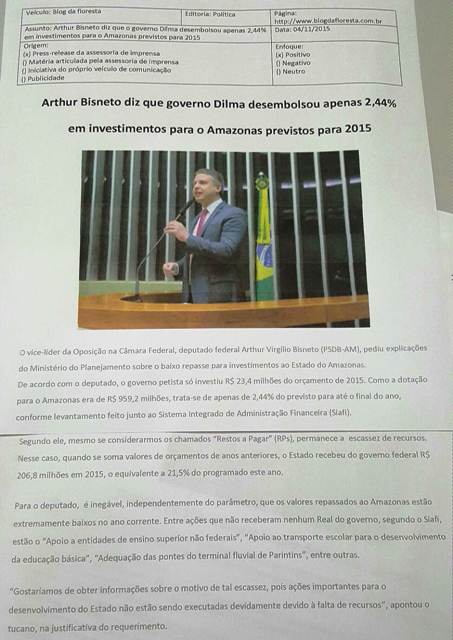 Veículo: Blog da floresta
Editoria: Política
Página:
http://www.blogdafloresta.com.br
Assunto: Arthur Bisneto diz que o governo Dilma desembolsou apenas 2,44%
em investimentos para o Amazonas previstos para 2015
Data: 04/11/2015
Origem:
(x) Press-release da assessoria de imprensa
() Matéria articulada pela assessoria de imprensa
() Iniciativa do próprio veículo de comunicação
() Publicidade
Enfoque:
(x) Positivo
() Negativo
() Neutro
Arthur Bisneto diz que governo Dilma desembolsou apenas 2,44%
em investimentos para o Amazonas previstos para 2015
O vice-líder da Oposição na Câmara Federal, deputado federal Arthur Virgílio Bisneto (PSDB-AM), pediu explicações
do Ministério do Planejamento sobre o baixo repasse para investimentos ao Estado do Amazonas.
De acordo com o deputado, o governo petista só investiu R$ 23,4 milhões do orçamento de 2015. Como a dotação
para o Amazonas era de R$ 959,2 milhões, trata-se de apenas de 2,44% do previsto para até o final do ano,
conforme levantamento feito junto ao Sistema Integrado de Administração Financeira (Siafi).
Segundo ele, mesmo se considerarmos os chamados "Restos a Pagar" (RPs), permanece a escassez de recursos.
Nesse caso, quando se soma valores de orçamentos de anos anteriores, o Estado recebeu do governo federal R$
206,8 milhões em 2015, o equivalente a 21,5% do programado este ano.
Para o deputado, é inegável, independentemente do parâmetro, que os valores repassados ao Amazonas estão
extremamente baixos no ano corrente. Entre ações que não receberam nenhum Real do governo, segundo o Siafi,
estão o "Apoio a entidades de ensino superior não federais", "Apoio ao transporte escolar para o desenvolvimento
da educação básica", "Adequação das pontes do terminal fluvial de Parintins", entre outras.
"Gostaríamos de obter informações sobre o motivo de tal escassez, pois ações importantes para o
desenvolvimento do Estado não estão sendo executadas devidamente devido à falta de recursos", apontou o
tucano, na justificativa do requerimento.